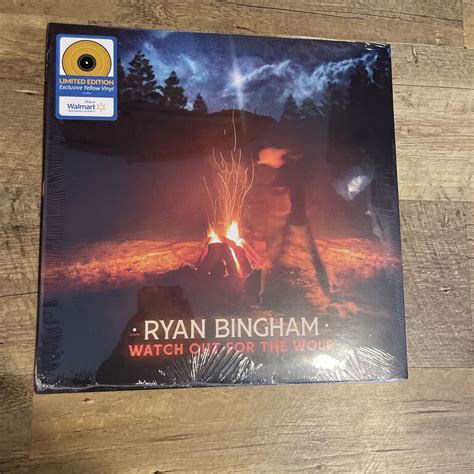 LIMITED EDITION
Exclusive Yellow Vinyl
Walmart
· RYAN BINGHAM ·
WATCH OUT FOR THE WOLF